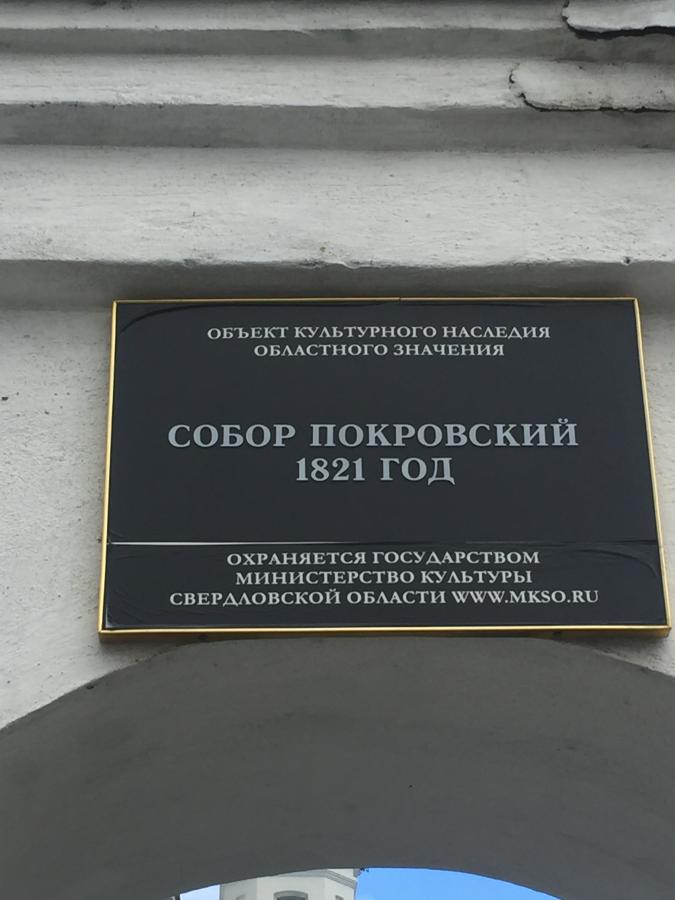 ОБЪЕКТ КУЛЬТУРНОГО НАСЛЕДИЯ
ОБЛАСТНОГО ЗНАЧЕНИЯ
СОБОР ПОКРОВСКИЙ
1821 ГОД
ОХРАНЯЕТСЯ ГОСУДАРСТВОМ
МИНИСТЕРСТВО КУЛЬТУРЫ
СВЕРДЛОВСКОЙ ОБЛАСТИ WWW.MKSO.RU